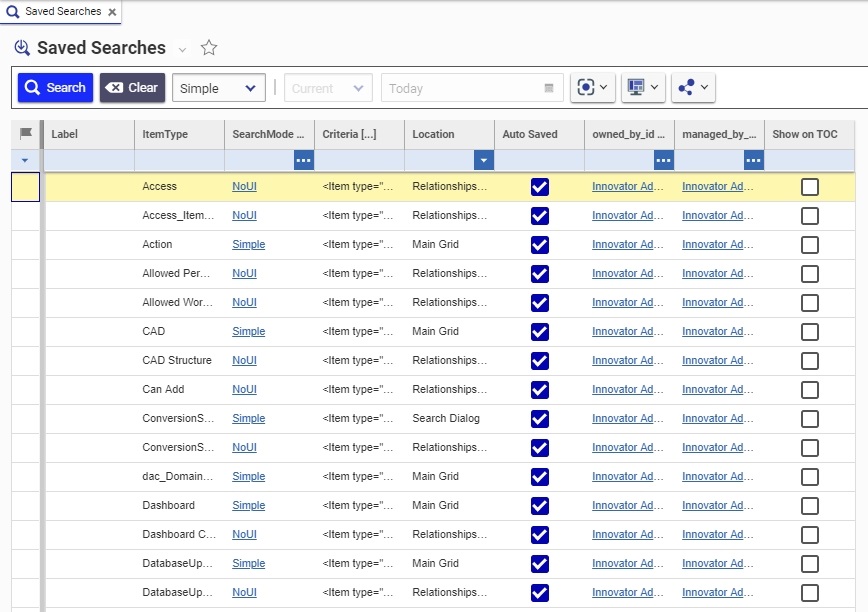 Saved Searches
Saved Searches
Search Clear Simple Current Today
Label ItemType SearchMode ... Criteria [...] Location Auto Saved owned_by_id ... managed_by_... Show on TOC
Access NoUI <Item type="... Relationships... Innovator Ad... Innovator Ad...
Access_Item... NoUI <Item type="... Relationships... Innovator Ad... Innovator Ad...
Action Simple <Item type="... Main Grid Innovator Ad... Innovator Ad...
Allowed Per... NoUI <Item type="... Relationships... Innovator Ad... Innovator Ad...
Allowed Wor... NoUI <Item type="... Relationships... Innovator Ad... Innovator Ad...
CAD Simple <Item type="... Main Grid Innovator Ad... Innovator Ad...
CAD Structure NoUI <Item type="... Relationships... Innovator Ad... Innovator Ad...
Can Add NoUI <Item type="... Relationships... Innovator Ad... Innovator Ad...
ConversionS... Simple <Item type="... Search Dialog Innovator Ad... Innovator Ad...
ConversionS... NoUI <Item type="... Relationships... Innovator Ad... Innovator Ad...
dac_Domain... Simple <Item type="... Main Grid Innovator Ad... Innovator Ad...
Dashboard Simple <Item type="... Main Grid Innovator Ad... Innovator Ad...
Dashboard C... NoUI <Item type="... Relationships... Innovator Ad... Innovator Ad...
DatabaseUp... Simple <Item type="... Main Grid Innovator Ad... Innovator Ad...
DatabaseUp... NoUI <Item type="... Relationships... Innovator Ad... Innovator Ad...